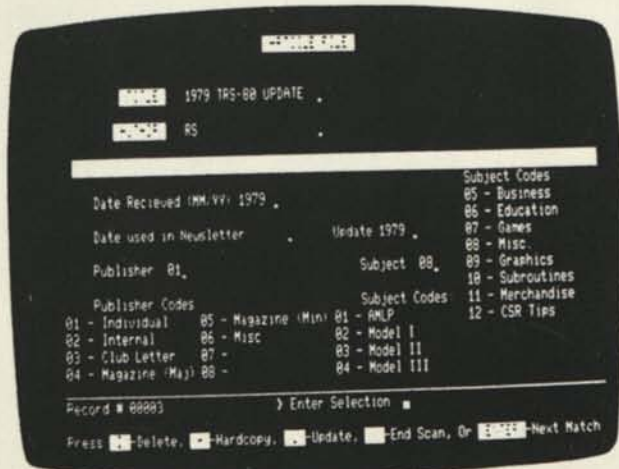 1979 TRS-80 UPDATE .
RS .
Date Recieved (MM.YY) 1979 .
Date used in Newsletter . Update 1979 .
Publisher 01. Subject 08.
Subject Codes
05 - Business
06 - Education
07 - Games
08 - Misc.
09 - Graphics
10 - Subroutines
11 - Merchandise
12 - CSR Tips
Publisher Codes
01 - Individual 05 - Magazine (Min)
02 - Internal 06 - Misc
03 - Club Letter 07 -
04 - Magazine (Maj) 08 -
Subject Codes
01 - AMLP
02 - Model I
03 - Model II
04 - Model III
Record # 00003 > Enter Selection
Press -Delete, -Hardcopy, -Update, -End Scan, Or -Next Match